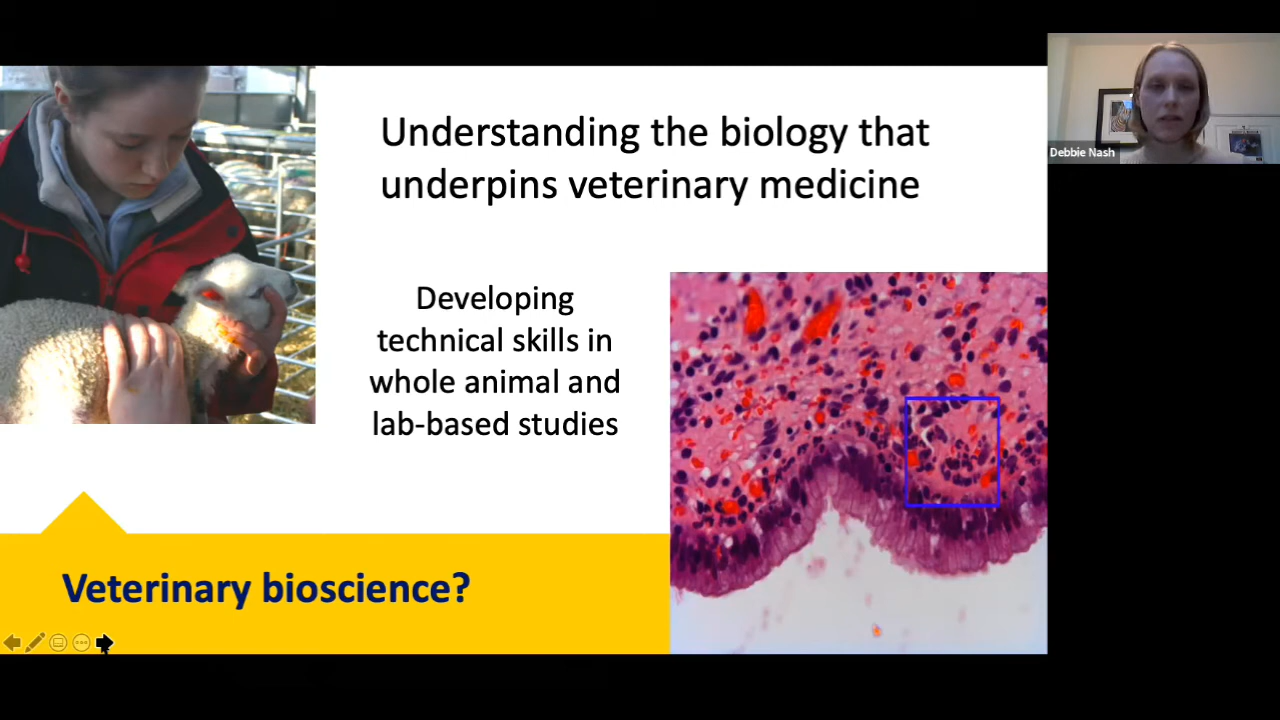 Understanding the biology that
underpins veterinary medicine
Debbie Nash
Developing
technical skills in
whole animal and
lab-based studies
Veterinary bioscience?